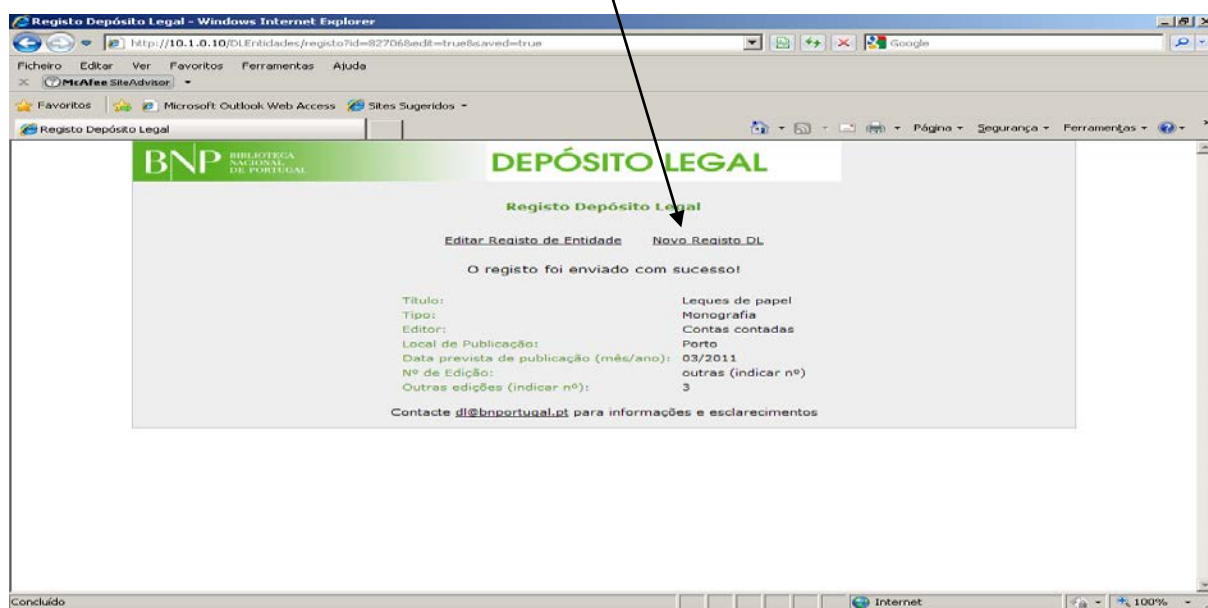 Registo Depósito Legal - Windows Internet Explorer
http://10.1.0.10/DLEntidades/registo?id=82706&edit=true&saved=true
Google
Ficheiro Editar Ver Favoritos Ferramentas Ajuda
McAfee SiteAdvisor
Favoritos Microsoft Outlook Web Access Sites Sugeridos
Registo Depósito Legal
Página Segurança Ferramentas
BNP BIBLIOTECA NACIONAL DE PORTUGAL
DEPÓSITO LEGAL
Registo Depósito Legal
Editar Registo de Entidade Novo Registo DL
O registo foi enviado com sucesso!
Título: Leques de papel
Tipo: Monografia
Editor: Contas contadas
Local de Publicação: Porto
Data prevista de publicação (mês/ano): 03/2011
Nº de Edição: outras (indicar nº)
Outras edições (indicar nº): 3
Contacte dl@bnportugal.pt para informações e esclarecimentos
Concluído Internet 100%